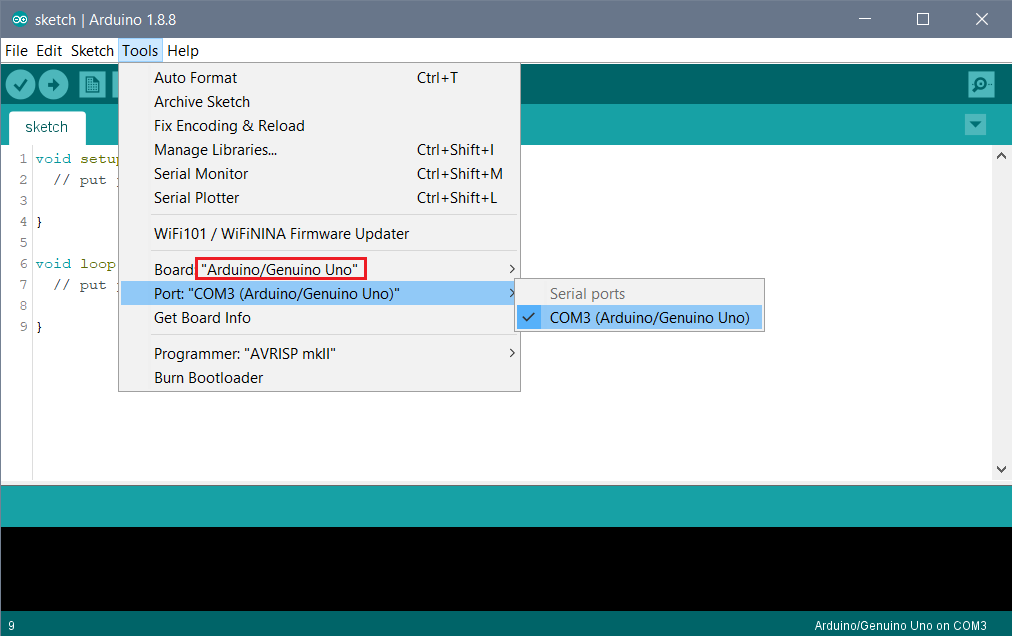 sketch | Arduino 1.8.8
File Edit Sketch Tools Help
Auto Format Ctrl+T
Archive Sketch
Fix Encoding & Reload
Manage Libraries... Ctrl+Shift+I
Serial Monitor Ctrl+Shift+M
Serial Plotter Ctrl+Shift+L
WiFi101 / WiFiNINA Firmware Updater
Board: "Arduino/Genuino Uno"
Port: "COM3 (Arduino/Genuino Uno)"
Get Board Info
Programmer: "AVRISP mkII"
Burn Bootloader
Serial ports
COM3 (Arduino/Genuino Uno)
sketch
1 void setup
2 // put
3
4 }
5
6 void loop
7 // put
8
9 }
9 Arduino/Genuino Uno on COM3